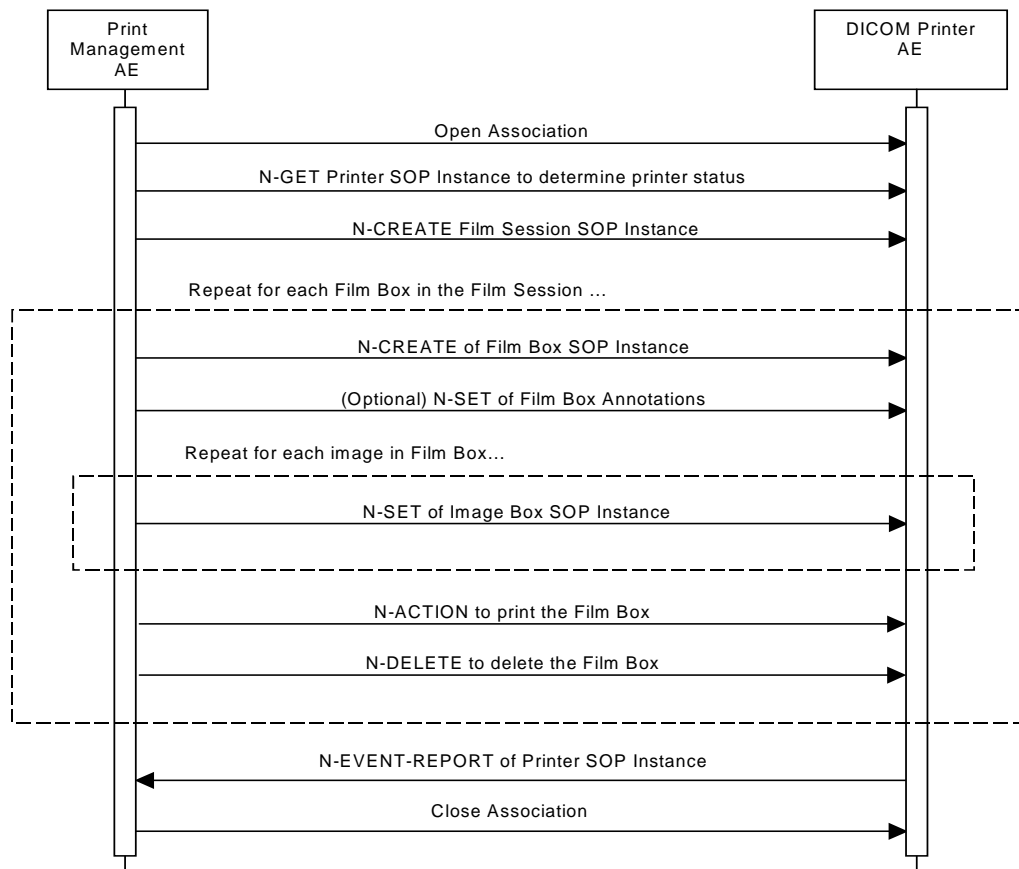 Print
Management
AE
DICOM Printer
AE
Open Association
N-GET Printer SOP Instance to determine printer status
N-CREATE Film Session SOP Instance
Repeat for each Film Box in the Film Session ...
N-CREATE of Film Box SOP Instance
(Optional) N-SET of Film Box Annotations
Repeat for each image in Film Box...
N-SET of Image Box SOP Instance
N-ACTION to print the Film Box
N-DELETE to delete the Film Box
N-EVENT-REPORT of Printer SOP Instance
Close Association